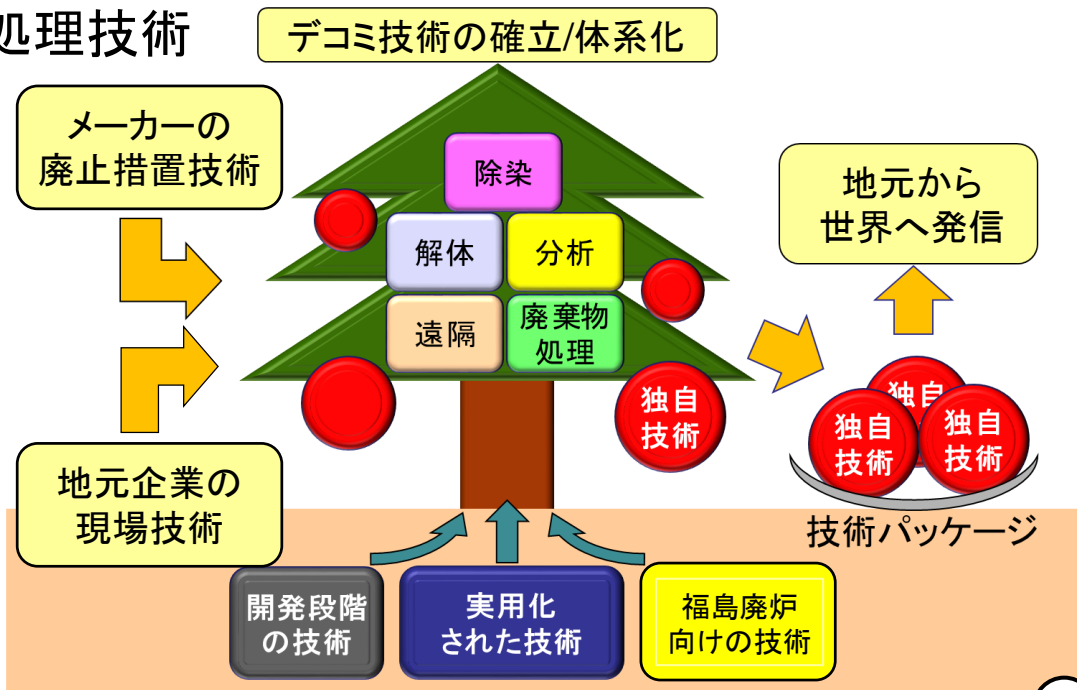 処理技術
デコミ技術の確立/体系化
メーカーの
廃止措置技術
地元企業の
現場技術
除染
解体
分析
遠隔
廃棄物
処理
独自
技術
地元から
世界へ発信
独自
独自
技術
独自
技術
技術パッケージ
開発段階
の技術
実用化
された技術
福島廃炉
向けの技術